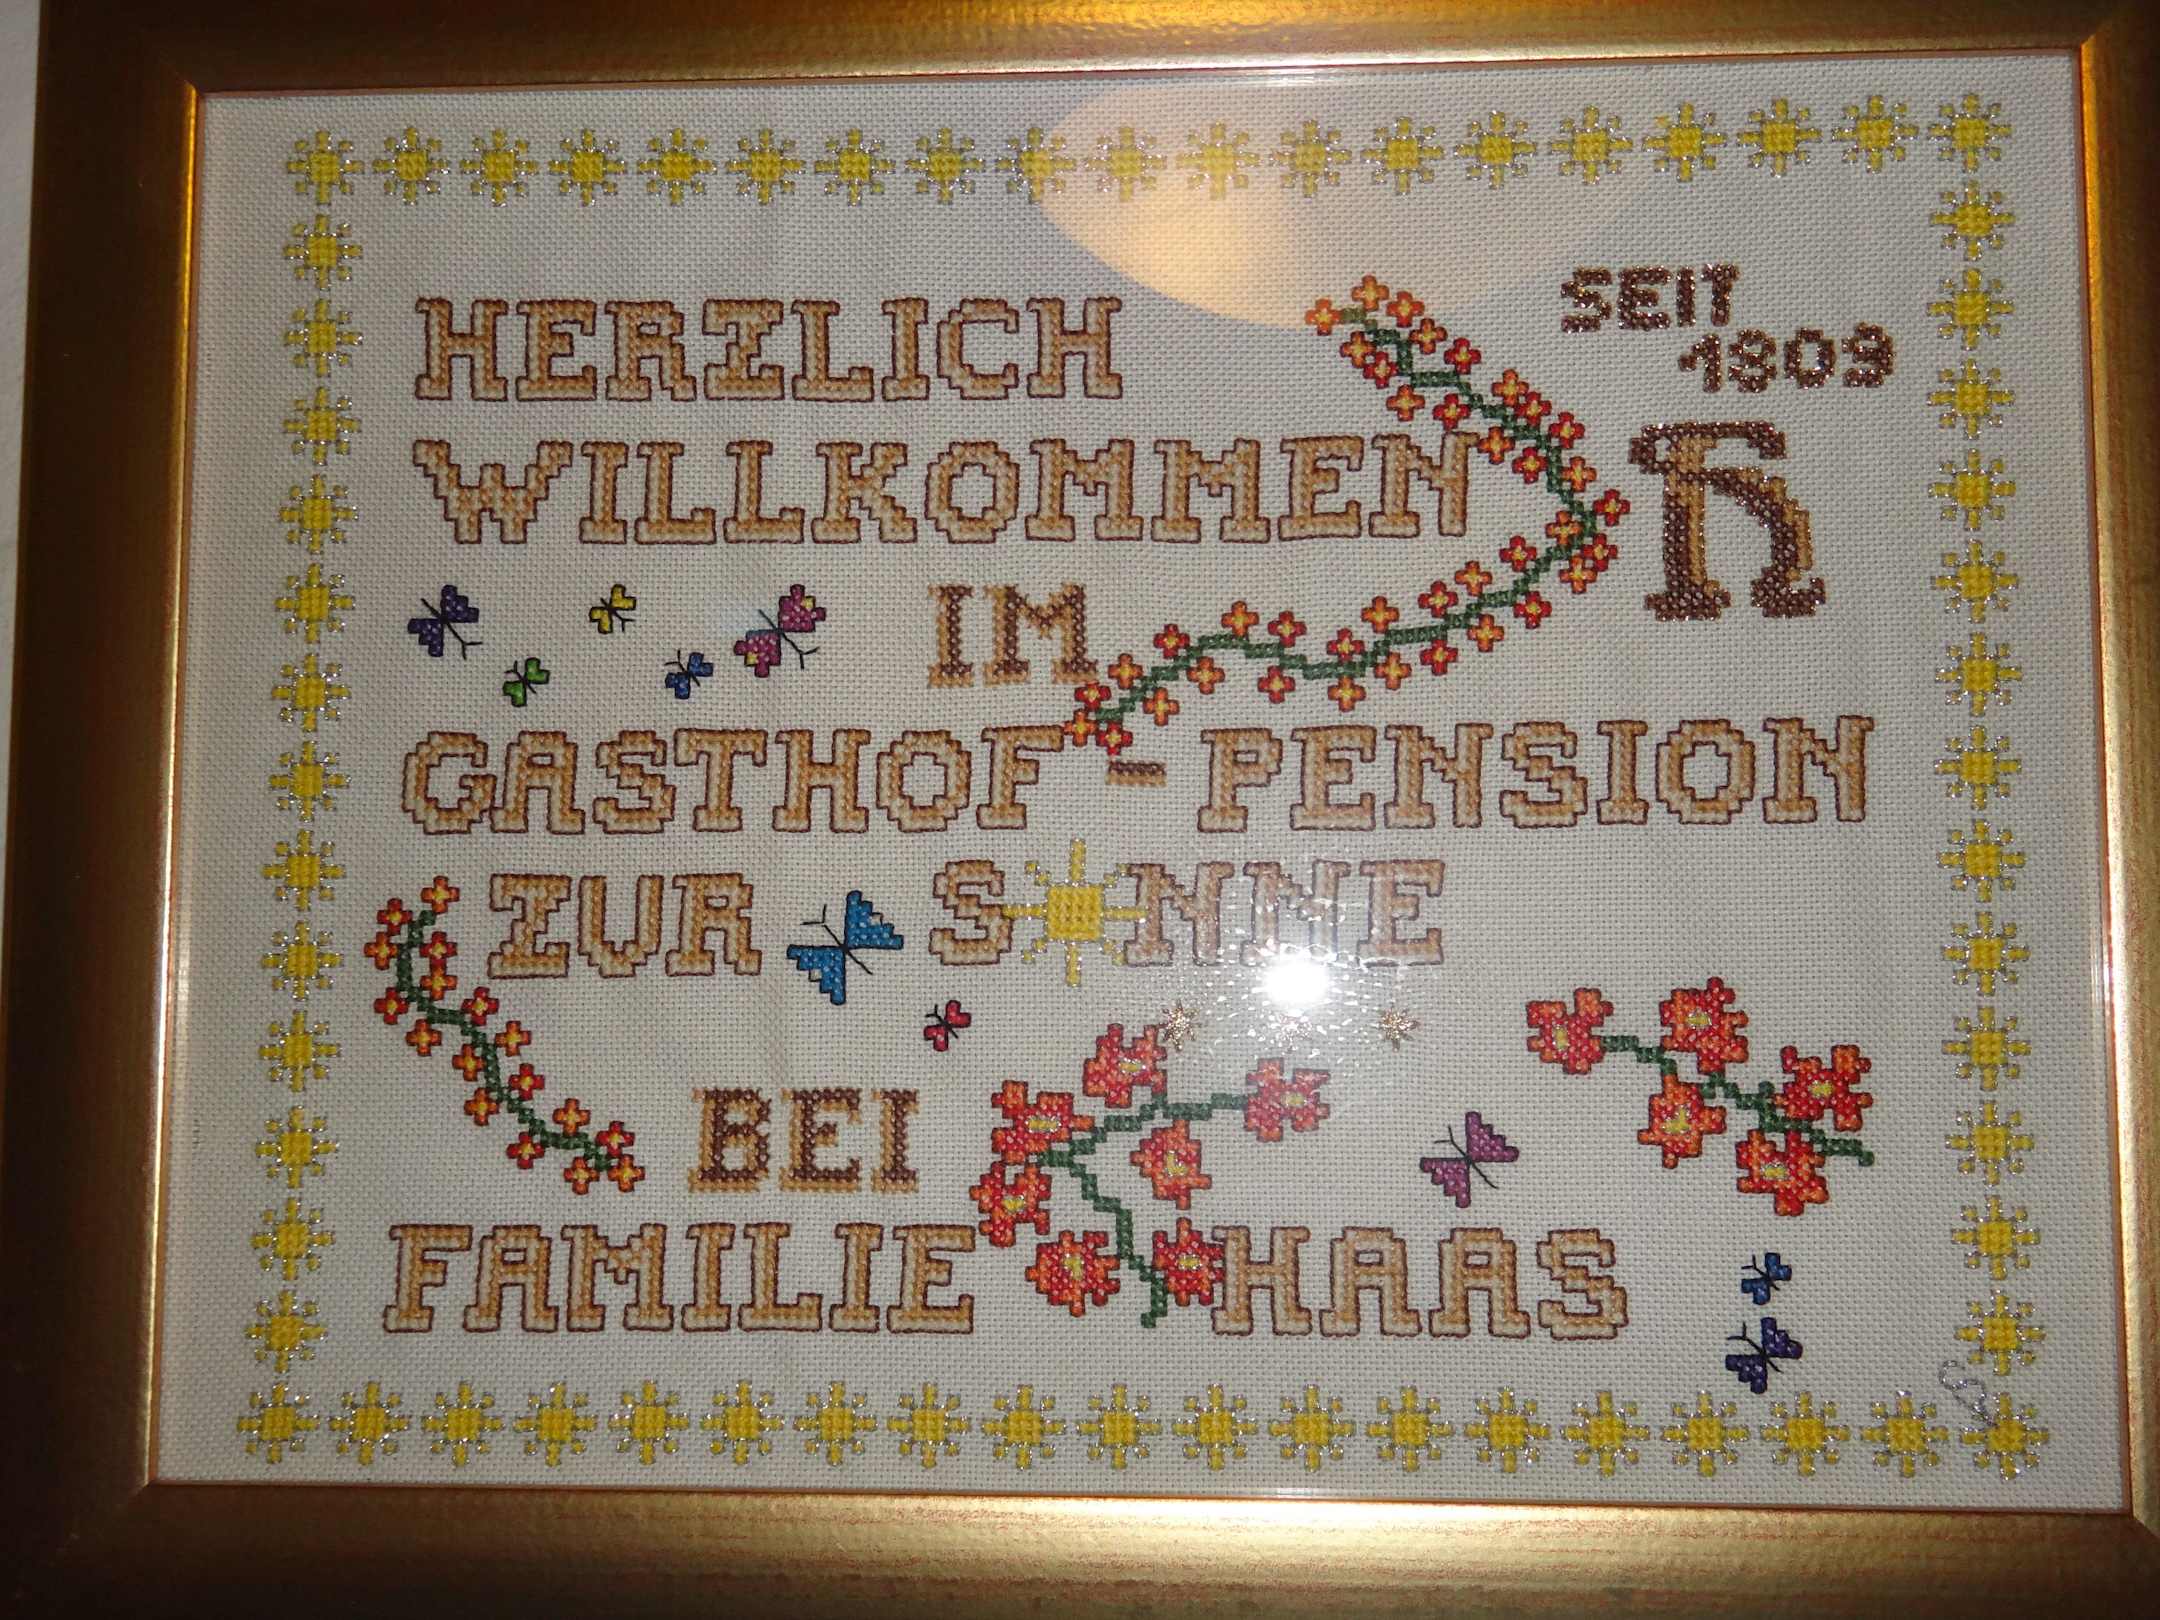 HERZLICH
WILLKOMMEN
SEIT
1809
H
IM
GASTHOF - PENSION
ZUR SONNE
BEI
FAMILIE HAAS